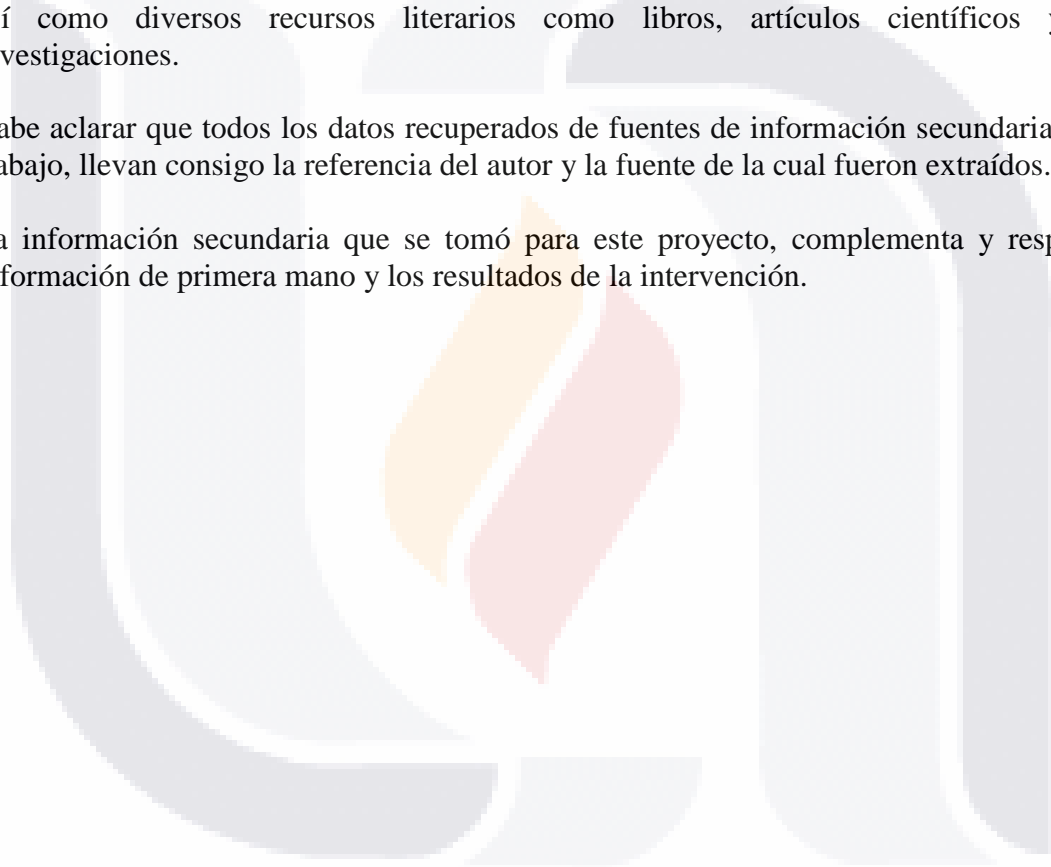 í como diversos recursos literarios como libros, artículos científicos y
vestigaciones.
abe aclarar que todos los datos recuperados de fuentes de información secundaria
abajo, llevan consigo la referencia del autor y la fuente de la cual fueron extraídos.
a información secundaria que se tomó para este proyecto, complementa y resp
formación de primera mano y los resultados de la intervención.